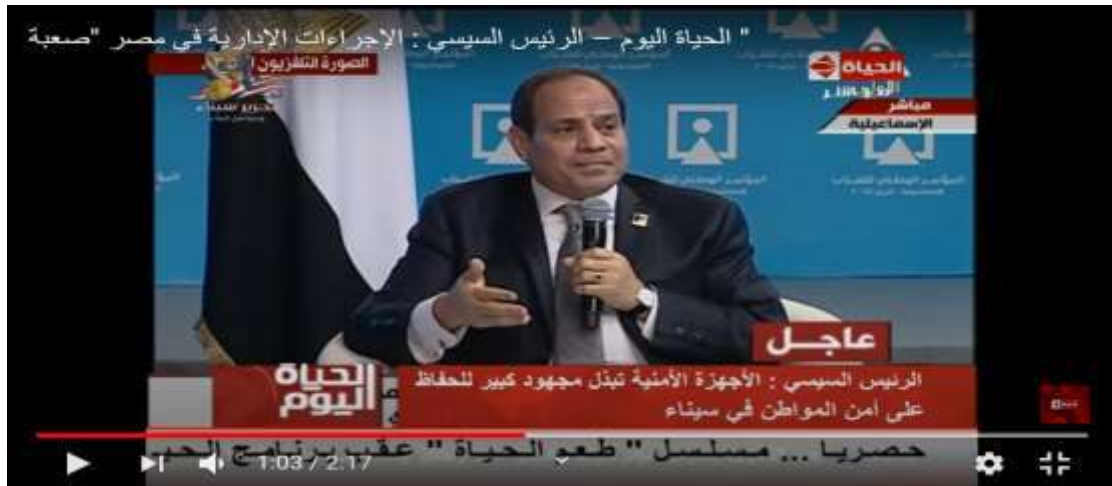 الحياة اليوم – الرئيس السيسي : الإجراءات الإدارية في مصر "صعبة "
الصورة التلفزيون
الحياة
مباشر
الإسماعيلية
عاجل
الحياة
اليوم
الرئيس السيسي : الأجهزة الأمنية تبذل مجهود كبير للحفاظ
على أمن المواطن في سيناء
حصريا ... مسلسل " طعم الحياة " عقب برنامج الحي
1:03 / 2:17